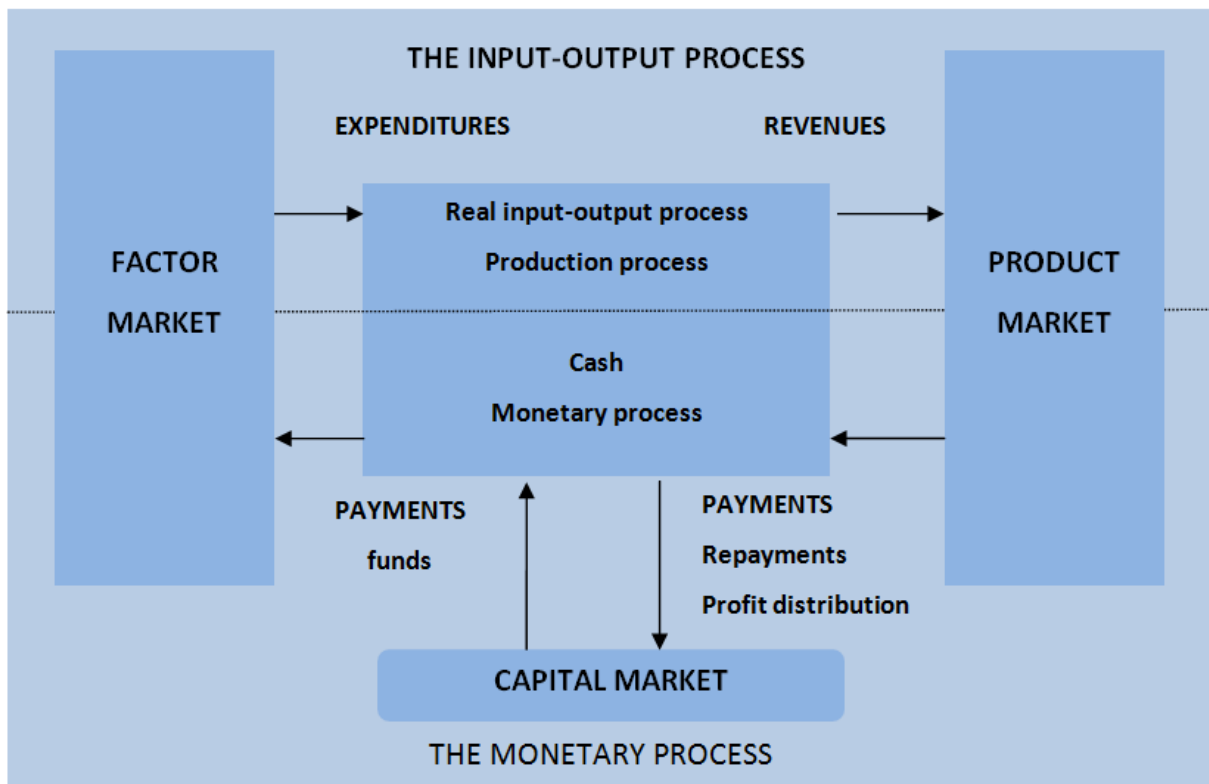 THE INPUT-OUTPUT PROCESS
EXPENDITURES
REVENUES
FACTOR
MARKET
Real input-output process
Production process
Cash
Monetary process
PRODUCT
MARKET
PAYMENTS
funds
PAYMENTS
Repayments
Profit distribution
CAPITAL MARKET
THE MONETARY PROCESS